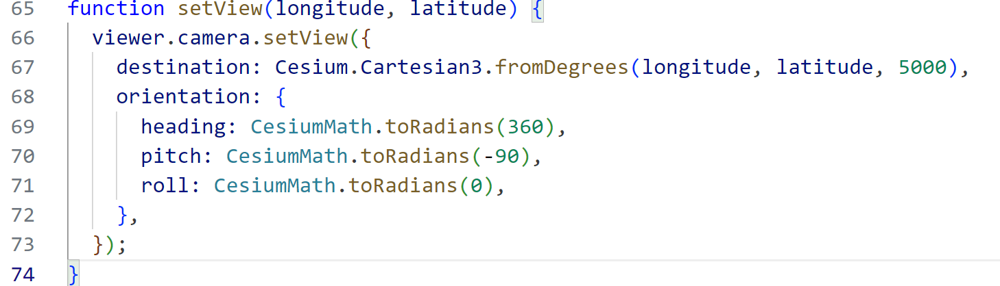 65 function setView(longitude, latitude) {
66 viewer.camera.setView({
67 destination: Cesium.Cartesian3.fromDegrees(longitude, latitude, 5000),
68 orientation: {
69 heading: CesiumMath.toRadians(360),
70 pitch: CesiumMath.toRadians(-90),
71 roll: CesiumMath.toRadians(0),
72 },
73 });
74 }